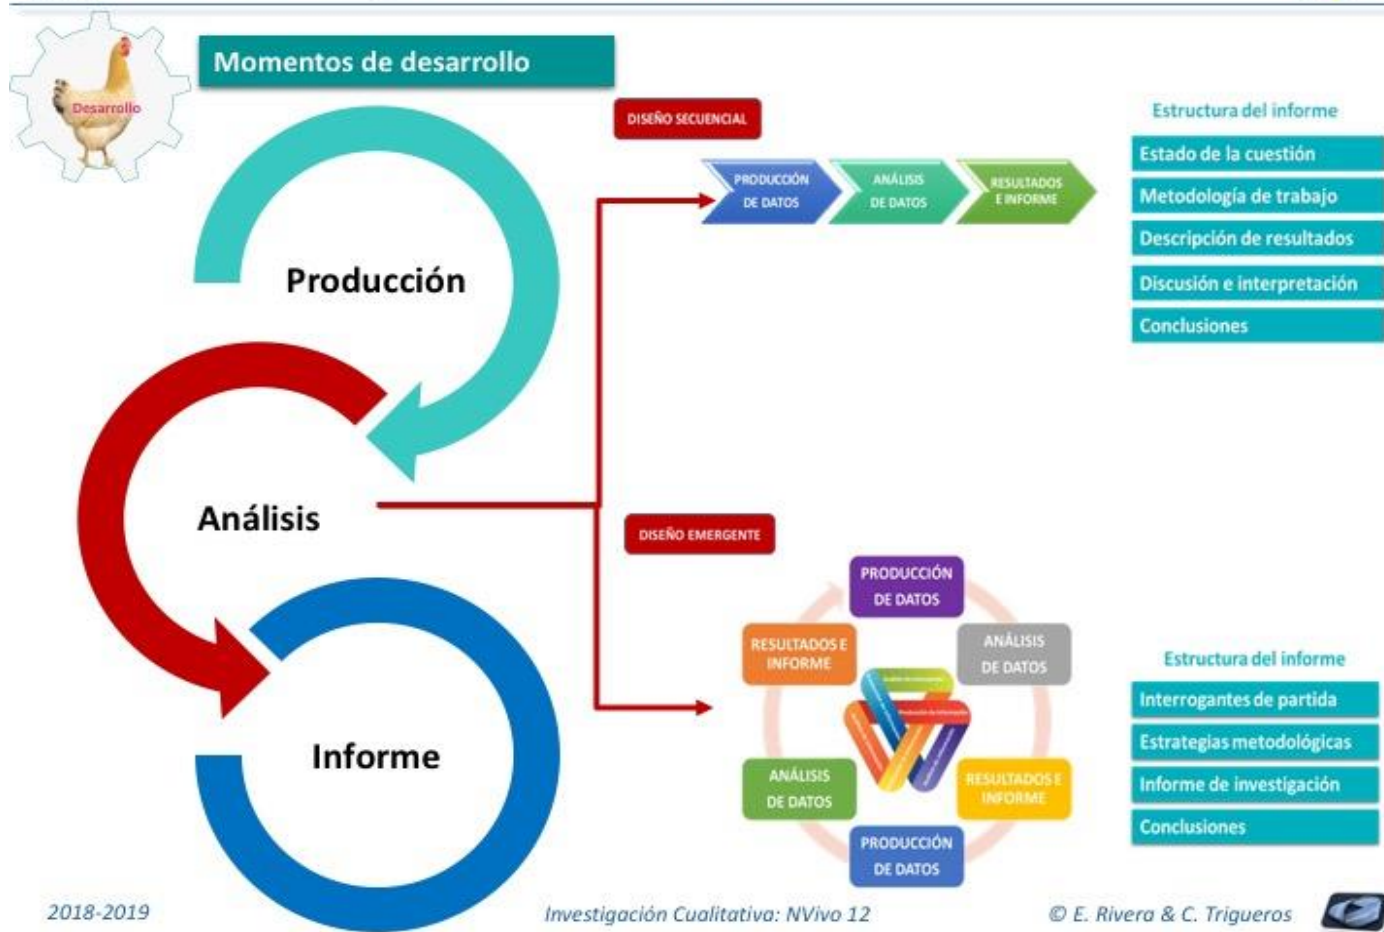 Desarrollo
Momentos de desarrollo
Producción
Análisis
Informe
DISEÑO SECUENCIAL
PRODUCCIÓN
DE DATOS
ANÁLISIS
DE DATOS
RESULTADOS
E INFORME
Estructura del informe
Estado de la cuestión
Metodología de trabajo
Descripción de resultados
Discusión e interpretación
Conclusiones
DISEÑO EMERGENTE
PRODUCCIÓN
DE DATOS
ANÁLISIS
DE DATOS
RESULTADOS E
INFORME
PRODUCCIÓN
DE DATOS
ANÁLISIS
DE DATOS
RESULTADOS E
INFORME
Estructura del informe
Interrogantes de partida
Estrategias metodológicas
Informe de investigación
Conclusiones
2018-2019
Investigación Cualitativa: NVivo 12
© E. Rivera & C. Trigueros